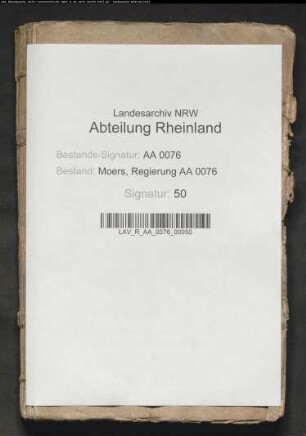 Landesarchiv NRW
Abteilung Rheinland
Bestands-Signatur: AA 0076
Bestand: Moers, Regierung AA 0076
Signatur: 50
LAV_R_AA_0076_00050